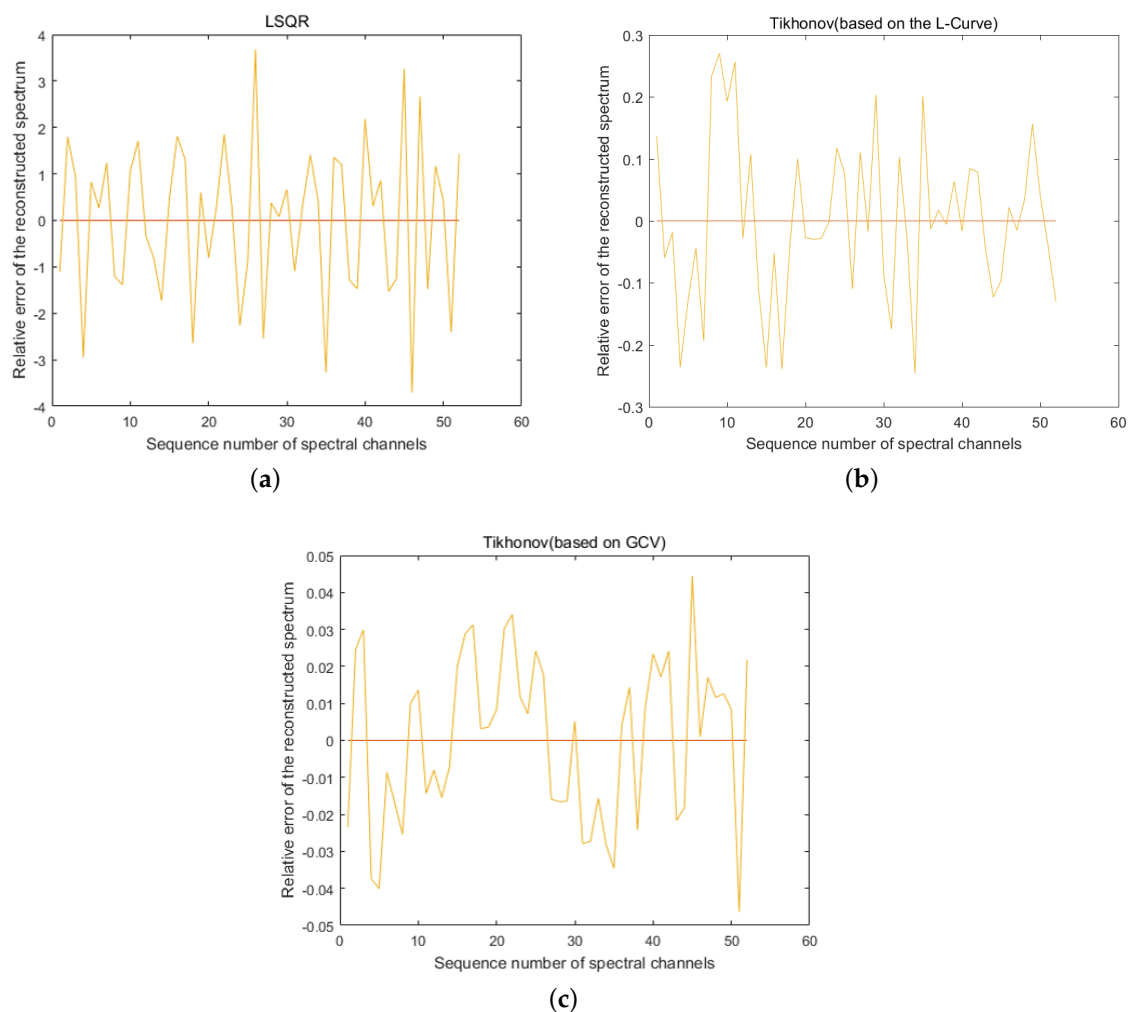 LSQR
4
3
2
1
0
-1
-2
-3
-4
Relative error of the reconstructed spectrum
0 10 20 30 40 50 60
Sequence number of spectral channels
(a)
Tikhonov(based on the L-Curve)
0.3
0.2
0.1
0
-0.1
-0.2
-0.3
Relative error of the reconstructed spectrum
0 10 20 30 40 50 60
Sequence number of spectral channels
(b)
Tikhonov(based on GCV)
0.05
0.04
0.03
0.02
0.01
0
-0.01
-0.02
-0.03
-0.04
-0.05
Relative error of the reconstructed spectrum
0 10 20 30 40 50 60
Sequence number of spectral channels
(c)